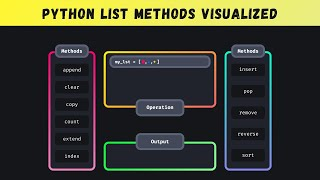 PYTHON LIST METHODS VISUALIZED
Methods
append
clear
copy
count
extend
index
my_lst = [
Operation
Output
Methods
insert
pop
remove
reverse
sort